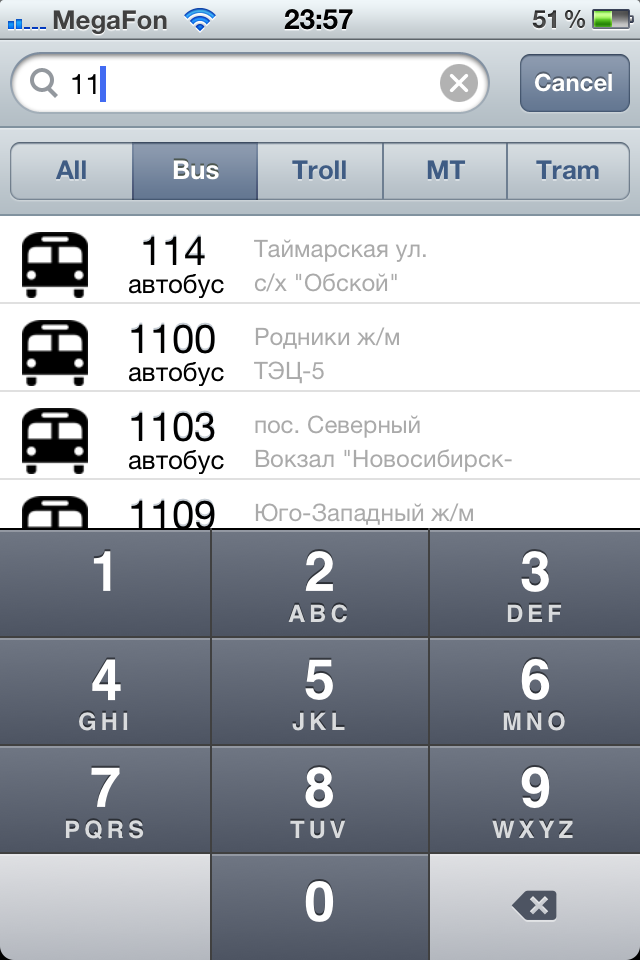 MegaFon 23:57 51 %
11 Cancel
All Bus Troll MT Tram
114 Таймарская ул.
автобус с/х "Обской"
1100 Родники ж/м
автобус ТЭЦ-5
1103 пос. Северный
автобус Вокзал "Новосибирск-
1109 Юго-Западный ж/м
1 2 3
ABC DEF
4 5 6
GHI JKL MNO
7 8 9
PQRS TUV WXYZ
0